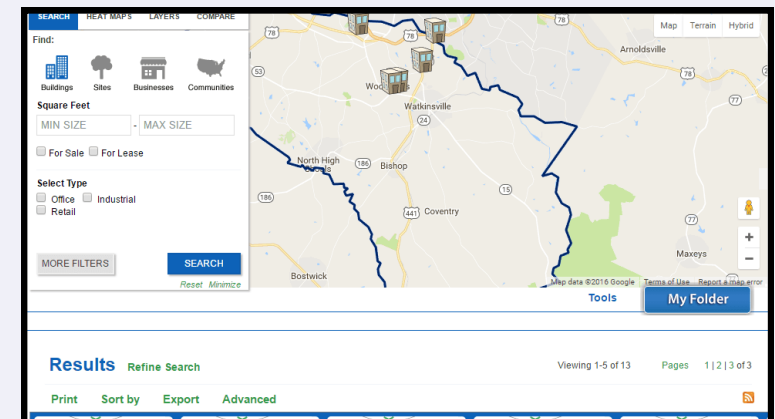 SEARCH HEAT MAPS LAYERS COMPARE
Find:
Buildings Sites Businesses Communities
Square Feet
MIN SIZE - MAX SIZE
For Sale For Lease
Select Type
Office Industrial
Retail
MORE FILTERS SEARCH
Reset Minimize
Map Terrain Hybrid
78
78
78
Arnoldsville
53
78
77
Watkinsville
24
North High
186 Bishop
15
186
441 Coventry
77
+
Maxeys
-
Bostwick
Map data ©2016 Google Terms of Use Report a map error
Tools My Folder
Results Refine Search Viewing 1-5 of 13 Pages 1 | 2 | 3 of 3
Print Sort by Export Advanced